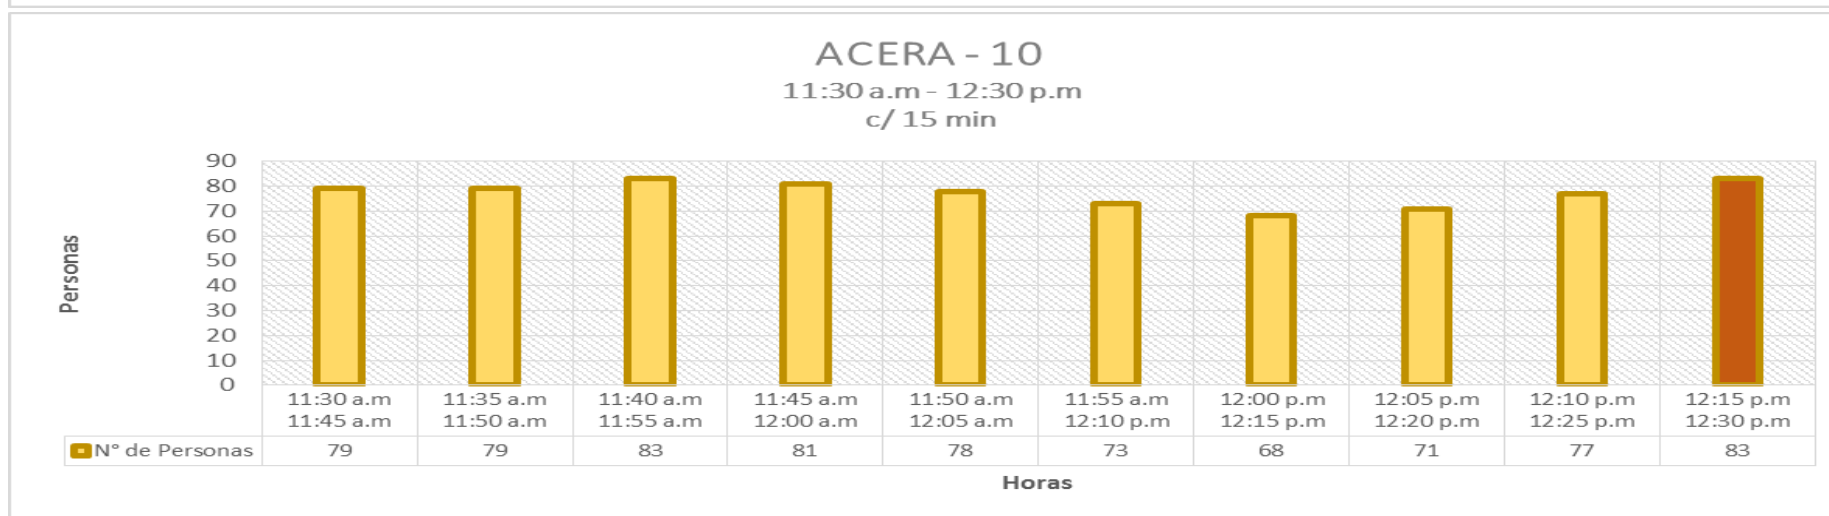 ACERA - 10
11:30 a.m - 12:30 p.m
c/ 15 min
Personas
90
80
70
60
50
40
30
20
10
0
11:30 a.m 11:35 a.m 11:40 a.m 11:45 a.m 11:50 a.m 11:55 a.m 12:00 p.m 12:05 p.m 12:10 p.m 12:15 p.m
11:45 a.m 11:50 a.m 11:55 a.m 12:00 a.m 12:05 a.m 12:10 p.m 12:15 p.m 12:20 p.m 12:25 p.m 12:30 p.m
N° de Personas 79 79 83 81 78 73 68 71 77 83
Horas